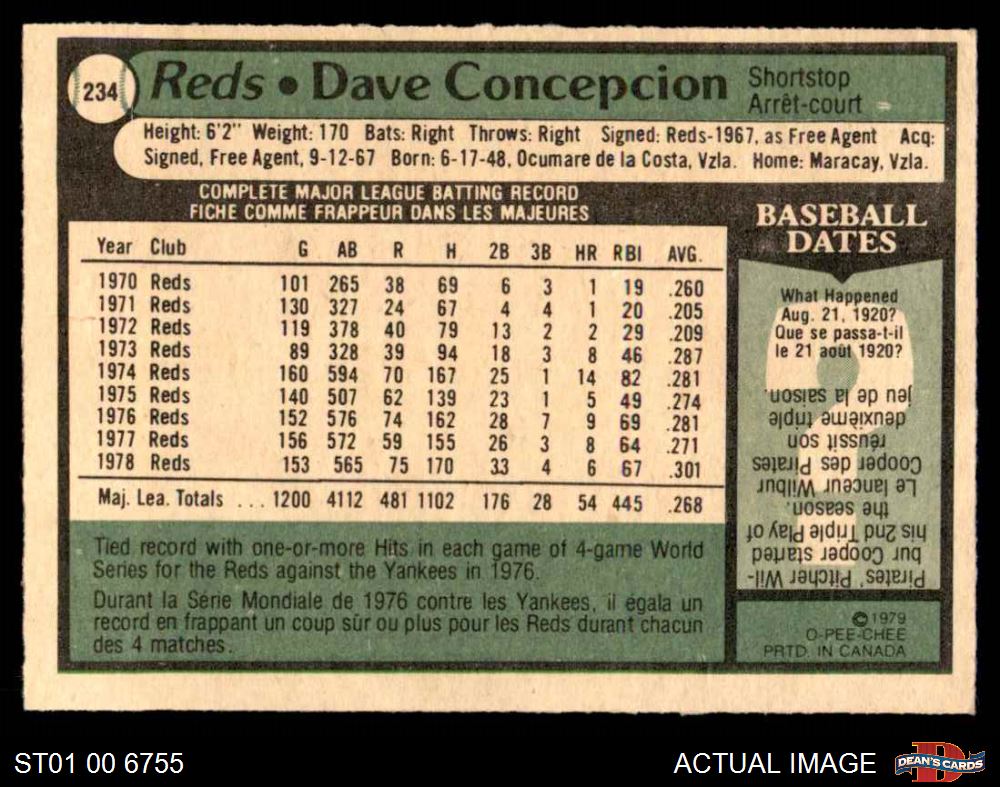 234
Reds • Dave Concepcion
Shortstop
Arrêt-court
Height: 6'2" Weight: 170 Bats: Right Throws: Right Signed: Reds-1967, as Free Agent Acq:
Signed, Free Agent, 9-12-67 Born: 6-17-48, Ocumare de la Costa, Vzla. Home: Maracay, Vzla.
COMPLETE MAJOR LEAGUE BATTING RECORD
FICHE COMME FRAPPEUR DANS LES MAJEURES
Year Club G AB R H 2B 3B HR RBI AVG.
1970 Reds 101 265 38 69 6 3 1 19 .260
1971 Reds 130 327 24 67 4 4 1 20 .205
1972 Reds 119 378 40 79 13 2 2 29 .209
1973 Reds 89 328 39 94 18 3 8 46 .287
1974 Reds 160 594 70 167 25 1 14 82 .281
1975 Reds 140 507 62 139 23 1 5 49 .274
1976 Reds 152 576 74 162 28 7 9 69 .281
1977 Reds 156 572 59 155 26 3 8 64 .271
1978 Reds 153 565 75 170 33 4 6 67 .301
Maj. Lea. Totals ... 1200 4112 481 1102 176 28 54 445 .268
Tied record with one-or-more Hits in each game of 4-game World
Series for the Reds against the Yankees in 1976.
Durant la Série Mondiale de 1976 contre les Yankees, il égala un
record en frappant un coup sûr ou plus pour les Reds durant chacun
des 4 matches.
BASEBALL
DATES
What Happened
Aug. 21, 1920?
Que se passa-t-il
le 21 août 1920?
Pirates' Pitcher Wil-
bur Cooper started
his 2nd Triple Play of
the season.
Le lanceur Wilbur
Cooper des Pirates
réussit son
deuxième triple
jeu de la saison.
©1979
O-PEE-CHEE
PRTD. IN CANADA
ST01 00 6755
ACTUAL IMAGE
DEAN'S CARDS